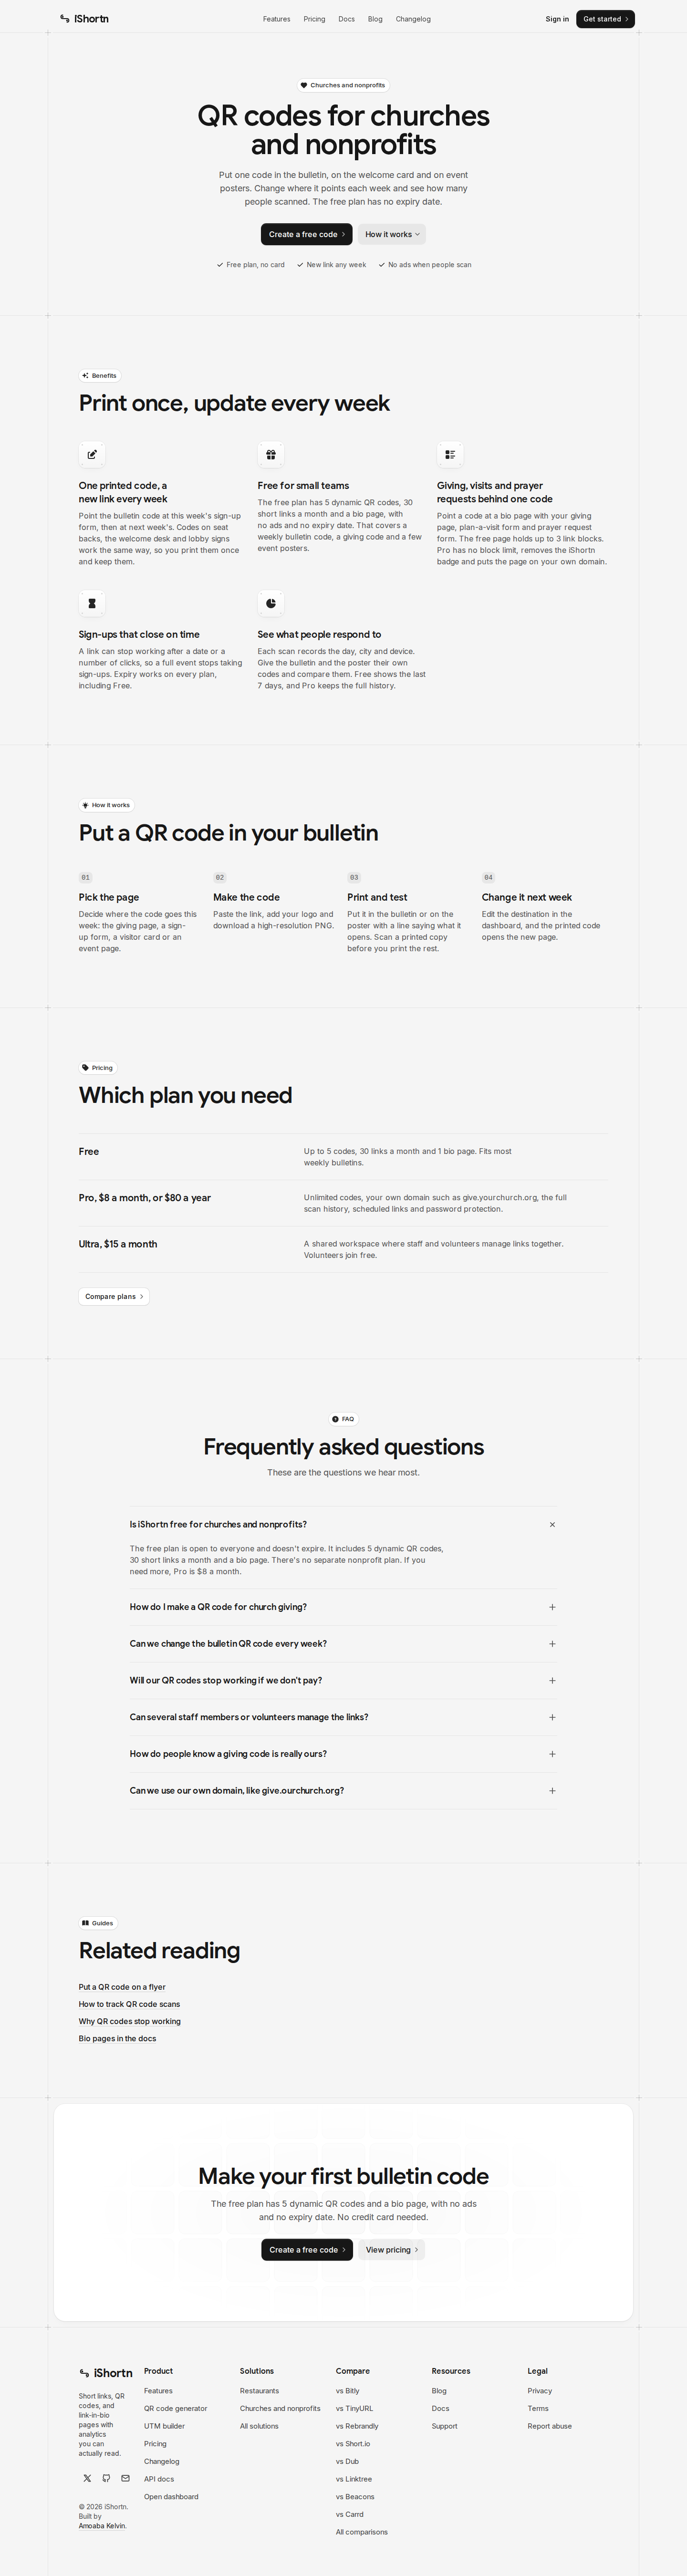 iShortn
Features Pricing Docs Blog Changelog
Sign in Get started
Churches and nonprofits
QR codes for churches
and nonprofits
Put one code in the bulletin, on the welcome card and on event
posters. Change where it points each week and see how many
people scanned. The free plan has no expiry date.
Create a free code How it works
Free plan, no card New link any week No ads when people scan
Benefits
Print once, update every week
One printed code, a
new link every week
Point the bulletin code at this week's sign-up
form, then at next week's. Codes on seat
backs, the welcome desk and lobby signs
work the same way, so you print them once
and keep them.
Free for small teams
The free plan has 5 dynamic QR codes, 30
short links a month and a bio page, with
no ads and no expiry date. That covers a
weekly bulletin code, a giving code and a few
event posters.
Giving, visits and prayer
requests behind one code
Point a code at a bio page with your giving
page, plan-a-visit form and prayer request
form. The free page holds up to 3 link blocks.
Pro has no block limit, removes the iShortn
badge and puts the page on your own domain.
Sign-ups that close on time
A link can stop working after a date or a
number of clicks, so a full event stops taking
sign-ups. Expiry works on every plan,
including Free.
See what people respond to
Each scan records the day, city and device.
Give the bulletin and the poster their own
codes and compare them. Free shows the last
7 days, and Pro keeps the full history.
How it works
Put a QR code in your bulletin
01
Pick the page
Decide where the code goes this
week: the giving page, a sign-
up form, a visitor card or an
event page.
02
Make the code
Paste the link, add your logo and
download a high-resolution PNG.
03
Print and test
Put it in the bulletin or on the
poster with a line saying what it
opens. Scan a printed copy
before you print the rest.
04
Change it next week
Edit the destination in the
dashboard, and the printed code
opens the new page.
Pricing
Which plan you need
Free
Up to 5 codes, 30 links a month and 1 bio page. Fits most
weekly bulletins.
Pro, $8 a month, or $80 a year
Unlimited codes, your own domain such as give.yourchurch.org, the full
scan history, scheduled links and password protection.
Ultra, $15 a month
A shared workspace where staff and volunteers manage links together.
Volunteers join free.
Compare plans
FAQ
Frequently asked questions
These are the questions we hear most.
Is iShortn free for churches and nonprofits?
The free plan is open to everyone and doesn't expire. It includes 5 dynamic QR codes,
30 short links a month and a bio page. There's no separate nonprofit plan. If you
need more, Pro is $8 a month.
How do I make a QR code for church giving?
Can we change the bulletin QR code every week?
Will our QR codes stop working if we don't pay?
Can several staff members or volunteers manage the links?
How do people know a giving code is really ours?
Can we use our own domain, like give.ourchurch.org?
Guides
Related reading
Put a QR code on a flyer
How to track QR code scans
Why QR codes stop working
Bio pages in the docs
Make your first bulletin code
The free plan has 5 dynamic QR codes and a bio page, with no ads
and no expiry date. No credit card needed.
Create a free code View pricing
iShortn
Short links, QR
codes, and
link-in-bio
pages with
analytics
you can
actually read.
© 2026 iShortn.
Built by
Amoaba Kelvin.
Product
Features
QR code generator
UTM builder
Pricing
Changelog
API docs
Open dashboard
Solutions
Restaurants
Churches and nonprofits
All solutions
Compare
vs Bitly
vs TinyURL
vs Rebrandly
vs Short.io
vs Dub
vs Linktree
vs Beacons
vs Carrd
All comparisons
Resources
Blog
Docs
Support
Legal
Privacy
Terms
Report abuse